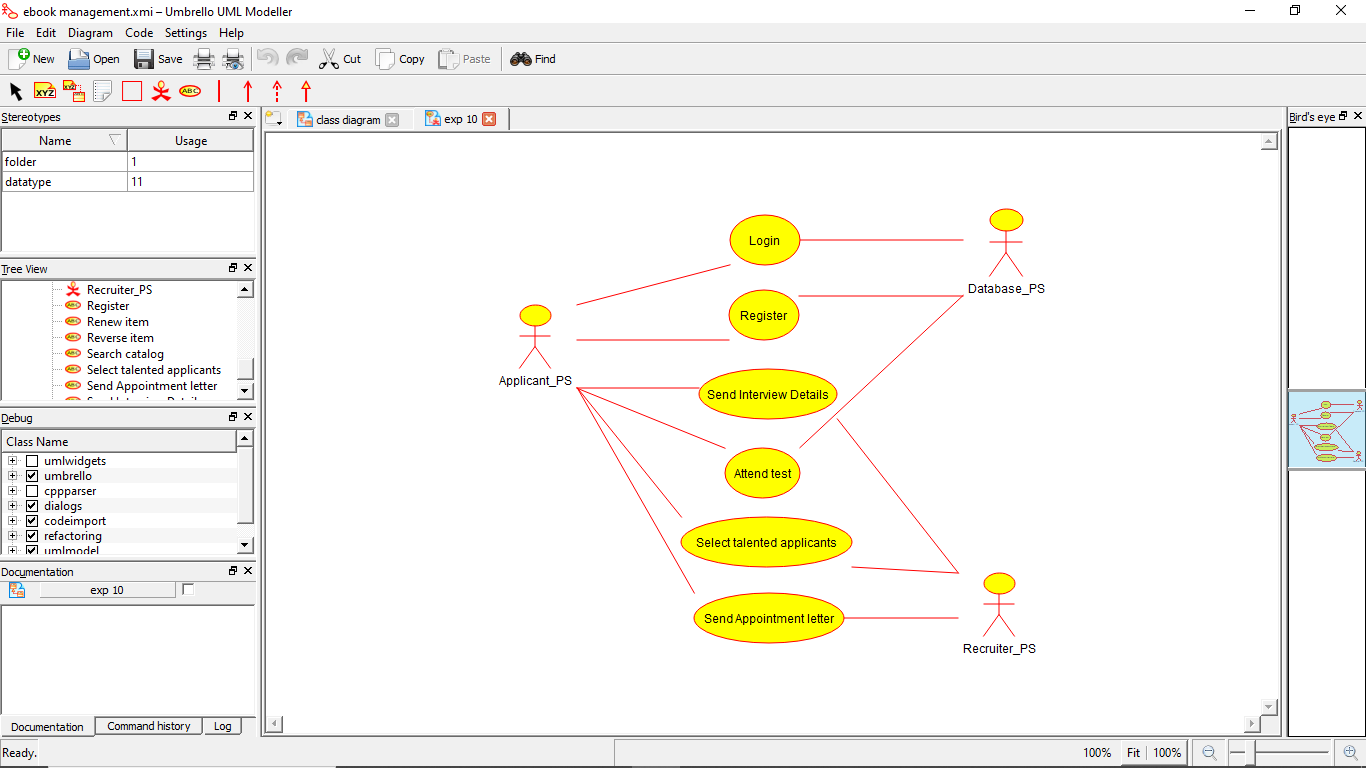 ebook management.xmi – Umbrello UML Modeller
File Edit Diagram Code Settings Help
New Open Save Cut Copy Paste Find
XYZ XYZ ABC
Stereotypes
Name Usage
folder 1
datatype 11
Tree View
Recruiter_PS
Register
Renew item
Reverse item
Search catalog
Select talented applicants
Send Appointment letter
Debug
Class Name
umlwidgets
umbrello
cppparser
dialogs
codeimport
refactoring
umlmodel
Documentation
exp 10
Documentation Command history Log
class diagram exp 10
Login
Database_PS
Register
Applicant_PS
Send Interview Details
Attend test
Select talented applicants
Send Appointment letter
Recruiter_PS
Bird's eye
Ready.
100% Fit 100%